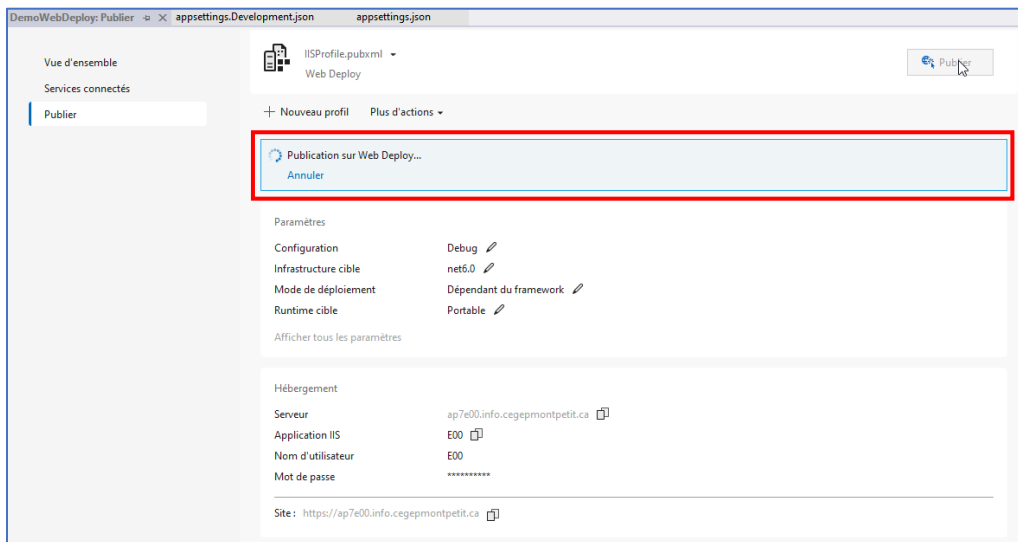 DemoWebDeploy: Publier appsettings.Development.json appsettings.json
Vue d'ensemble
Services connectés
Publier
IISProfile.pubxml
Web Deploy
Publier
Nouveau profil Plus d'actions
Publication sur Web Deploy...
Annuler
Paramètres
Configuration Debug
Infrastructure cible net6.0
Mode de déploiement Dépendant du framework
Runtime cible Portable
Afficher tous les paramètres
Hébergement
Serveur ap7e00.info.cegepmontpetit.ca
Application IIS E00
Nom d'utilisateur E00
Mot de passe **********
Site : https://ap7e00.info.cegepmontpetit.ca